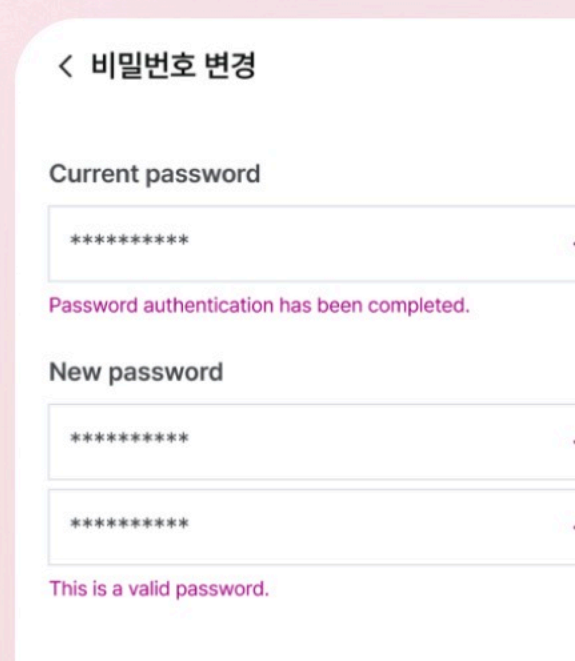 비밀번호 변경
Current password
**********
Password authentication has been completed.
New password
**********
**********
This is a valid password.